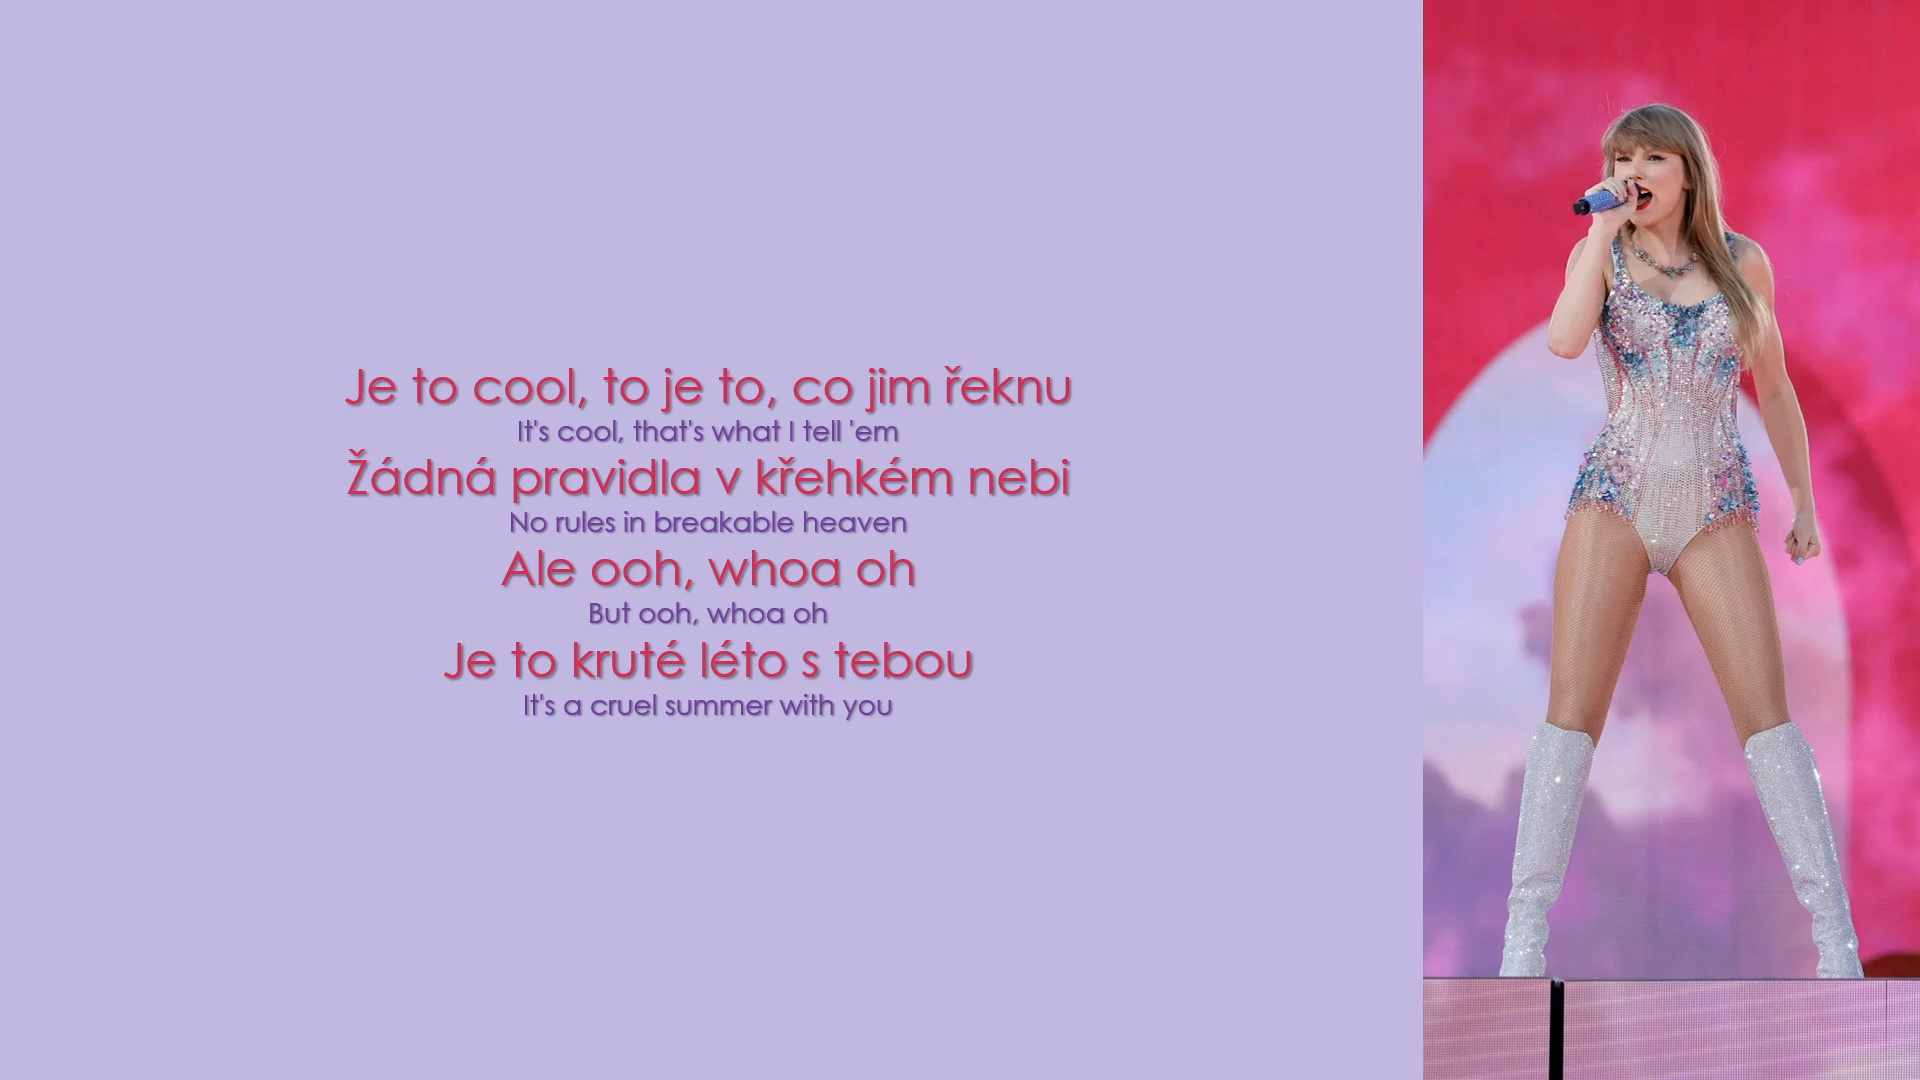 Je to cool, to je to, co jim řeknu
It's cool, that's what I tell 'em
Žádná pravidla v křehkém nebi
No rules in breakable heaven
Ale ooh, whoa oh
But ooh, whoa oh
Je to kruté léto s tebou
It's a cruel summer with you